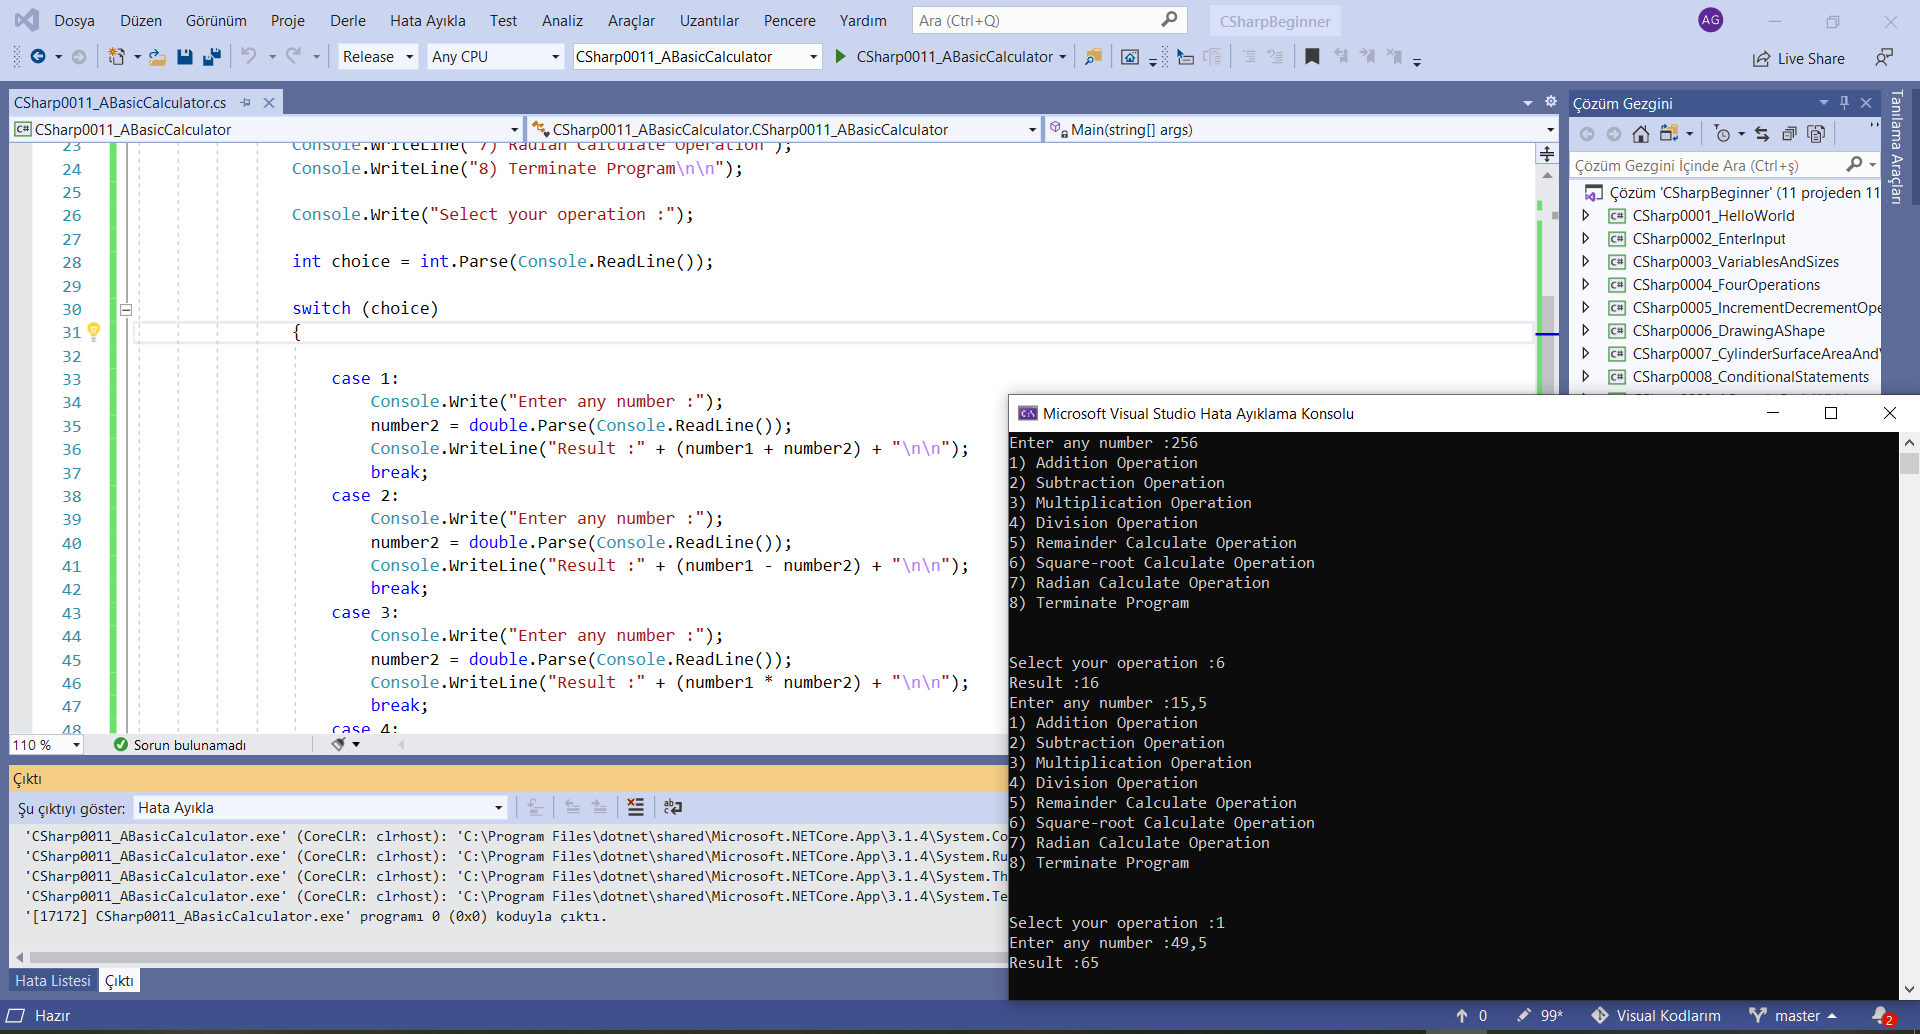 Dosya Düzen Görünüm Proje Derle Hata Ayıkla Test Analiz Araçlar Uzantılar Pencere Yardım Ara (Ctrl+Q) CSharpBeginner AG
Release Any CPU CSharp0011_ABasicCalculator CSharp0011_ABasicCalculator Live Share
CSharp0011_ABasicCalculator.cs
C# CSharp0011_ABasicCalculator CSharp0011_ABasicCalculator.CSharp0011_ABasicCalculator Main(string[] args)
23 Console.WriteLine("7) Radian Calculate Operation");
24 Console.WriteLine("8) Terminate Program\n\n");
25
26 Console.Write("Select your operation :");
27
28 int choice = int.Parse(Console.ReadLine());
29
30 switch (choice)
31 {
32
33 case 1:
34 Console.Write("Enter any number :");
35 number2 = double.Parse(Console.ReadLine());
36 Console.WriteLine("Result :" + (number1 + number2) + "\n\n");
37 break;
38 case 2:
39 Console.Write("Enter any number :");
40 number2 = double.Parse(Console.ReadLine());
41 Console.WriteLine("Result :" + (number1 - number2) + "\n\n");
42 break;
43 case 3:
44 Console.Write("Enter any number :");
45 number2 = double.Parse(Console.ReadLine());
46 Console.WriteLine("Result :" + (number1 * number2) + "\n\n");
47 break;
48 case 4:
110 % Sorun bulunamadı
Çıktı
Şu çıktıyı göster: Hata Ayıkla
'CSharp0011_ABasicCalculator.exe' (CoreCLR: clrhost): 'C:\Program Files\dotnet\shared\Microsoft.NETCore.App\3.1.4\System.Co
'CSharp0011_ABasicCalculator.exe' (CoreCLR: clrhost): 'C:\Program Files\dotnet\shared\Microsoft.NETCore.App\3.1.4\System.Ru
'CSharp0011_ABasicCalculator.exe' (CoreCLR: clrhost): 'C:\Program Files\dotnet\shared\Microsoft.NETCore.App\3.1.4\System.Th
'CSharp0011_ABasicCalculator.exe' (CoreCLR: clrhost): 'C:\Program Files\dotnet\shared\Microsoft.NETCore.App\3.1.4\System.Te
'[17172] CSharp0011_ABasicCalculator.exe' programı 0 (0x0) koduyla çıktı.
Hata Listesi Çıktı
Çözüm Gezgini
Çözüm Gezgini İçinde Ara (Ctrl+ş)
Çözüm 'CSharpBeginner' (11 projeden 11
C# CSharp0001_HelloWorld
C# CSharp0002_EnterInput
C# CSharp0003_VariablesAndSizes
C# CSharp0004_FourOperations
C# CSharp0005_IncrementDecrementOpe
C# CSharp0006_DrawingAShape
C# CSharp0007_CylinderSurfaceAreaAndV
C# CSharp0008_ConditionalStatements
Tanılama Araçları
Microsoft Visual Studio Hata Ayıklama Konsolu
Enter any number :256
1) Addition Operation
2) Subtraction Operation
3) Multiplication Operation
4) Division Operation
5) Remainder Calculate Operation
6) Square-root Calculate Operation
7) Radian Calculate Operation
8) Terminate Program
Select your operation :6
Result :16
Enter any number :15,5
1) Addition Operation
2) Subtraction Operation
3) Multiplication Operation
4) Division Operation
5) Remainder Calculate Operation
6) Square-root Calculate Operation
7) Radian Calculate Operation
8) Terminate Program
Select your operation :1
Enter any number :49,5
Result :65
Hazır 0 99* Visual Kodlarım master 2